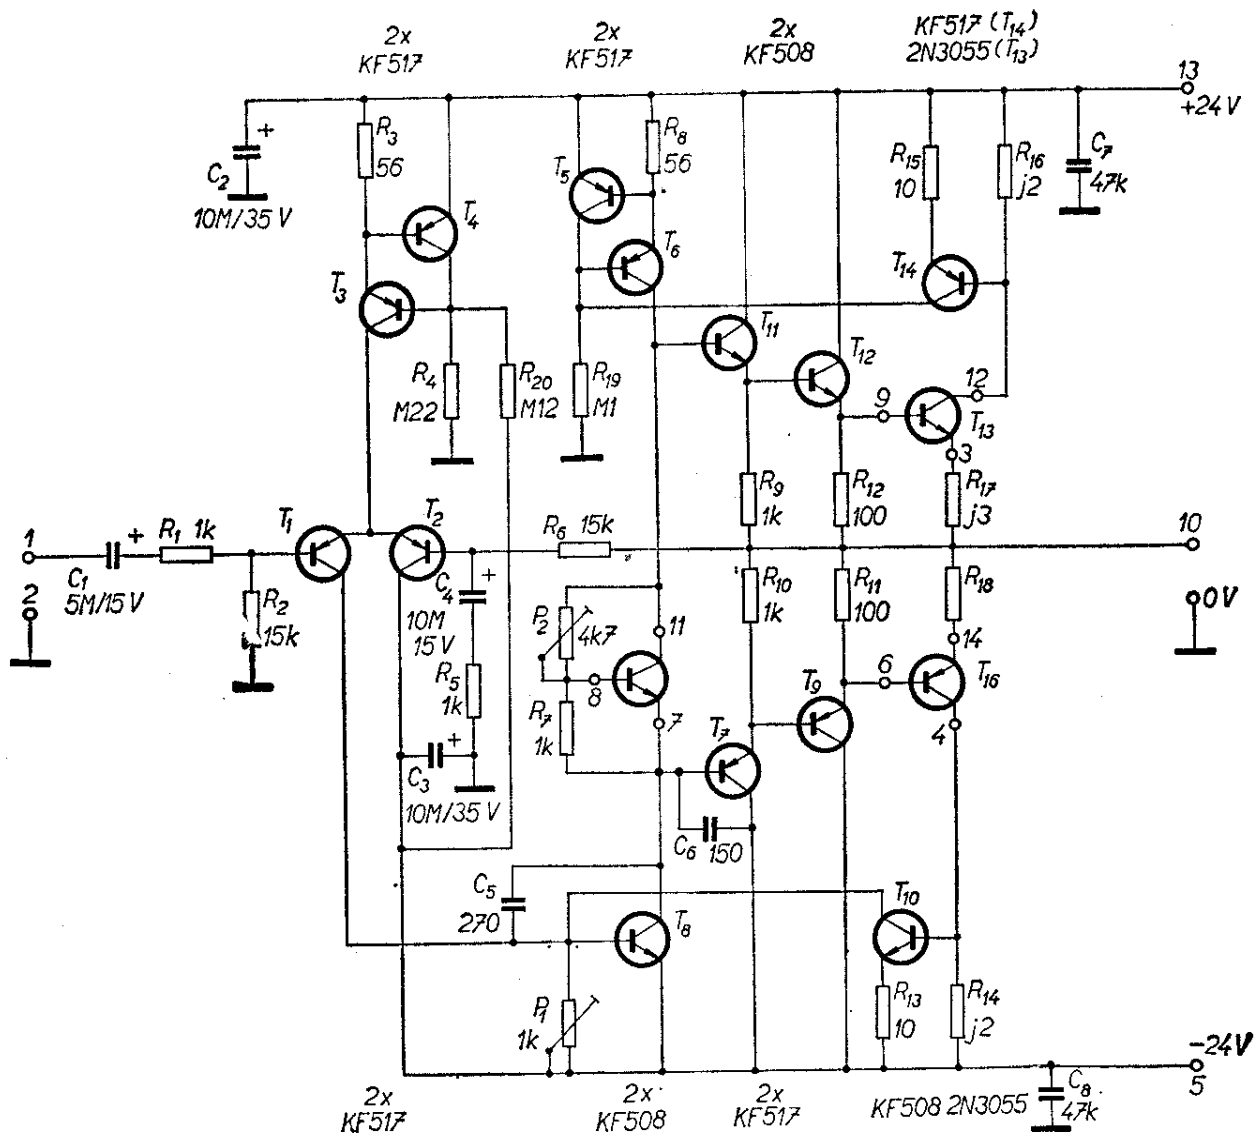 2x
KF517
2x
KF517
2x
KF508
KF517 (T14)
2N3055 (T13)
13
+24V
R3
56
R8
56
C2
10M/35 V
T5
R15
10
R16
j2
C7
47k
T4
T6
T14
T3
T11
T12
12
R4
M22
R20
M12
R19
M1
9
T13
3
R9
1k
R12
100
R17
j3
1
C1
5M/15V
R1 1k
T1
T2
R6 15k
10
2
R2
15k
C4
10M
15V
R10
1k
R11
100
R18
0V
P2
4k7
11
14
R5
1k
8
6
T9
T16
R7
1k
7
T7
4
C3
10M/35 V
C6 150
C5
270
T8
T10
P1
1k
R13
10
R14
j2
-24V
5
C8
47k
2x
KF517
2x
KF508
2x
KF517
KF508 2N3055